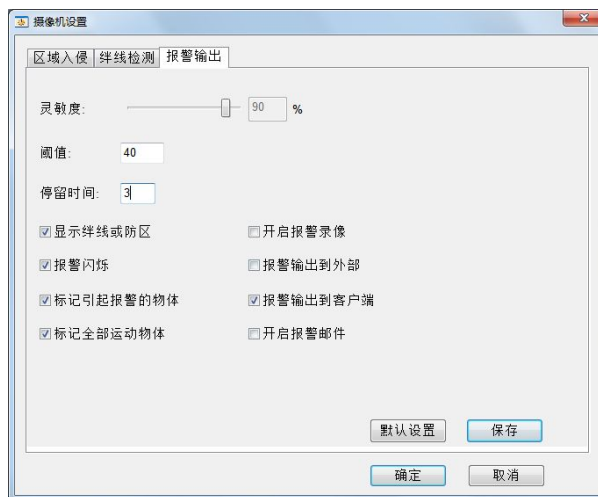 摄像机设置
区域入侵 绊线检测 报警输出
灵敏度: 90 %
阈值: 40
停留时间: 3
显示绊线或防区 开启报警录像
报警闪烁 报警输出到外部
标记引起报警的物体 报警输出到客户端
标记全部运动物体 开启报警邮件
默认设置 保存
确定 取消